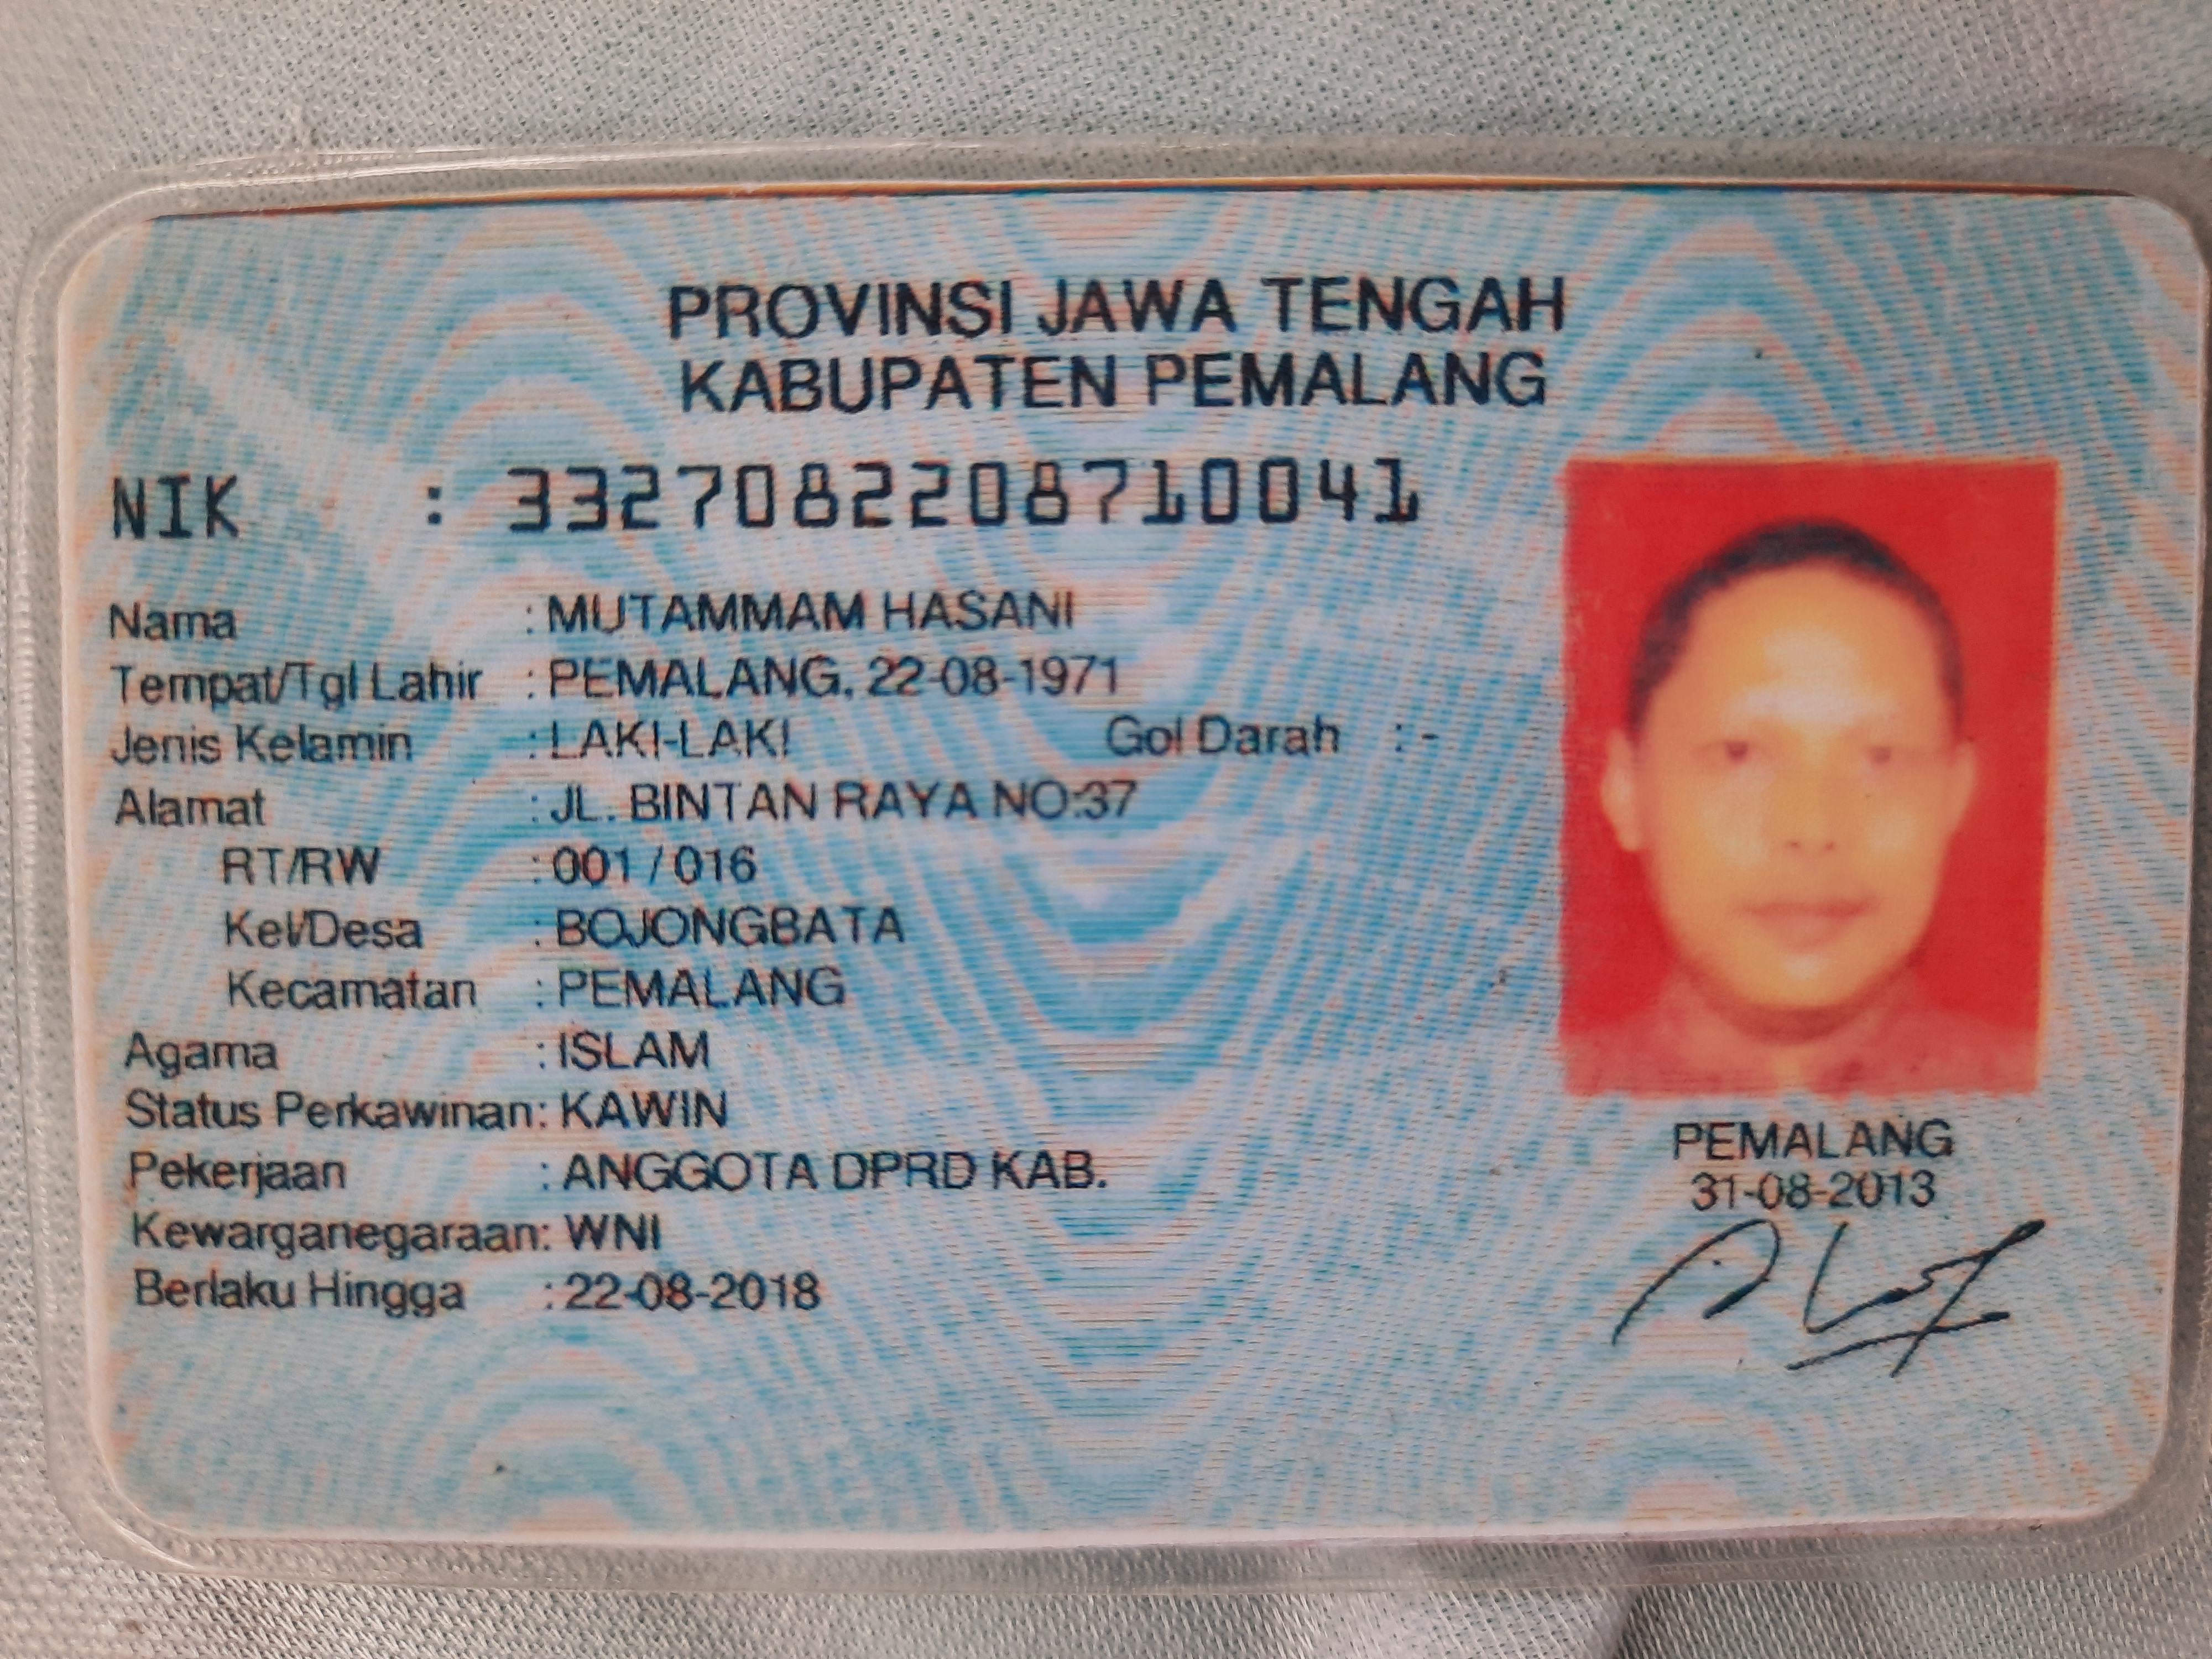 PROVINSI JAWA TENGAH
KABUPATEN PEMALANG
NIK : 3327082208710041
Nama : MUTAMMAM HASANI
Tempat/Tgl Lahir : PEMALANG, 22-08-1971
Jenis Kelamin : LAKI-LAKI Gol Darah : -
Alamat : JL. BINTAN RAYA NO:37
RT/RW : 001 / 016
Kel/Desa : BOJONGBATA
Kecamatan : PEMALANG
Agama : ISLAM
Status Perkawinan: KAWIN
Pekerjaan : ANGGOTA DPRD KAB.
Kewarganegaraan: WNI
Berlaku Hingga : 22-08-2018
PEMALANG
31-08-2013